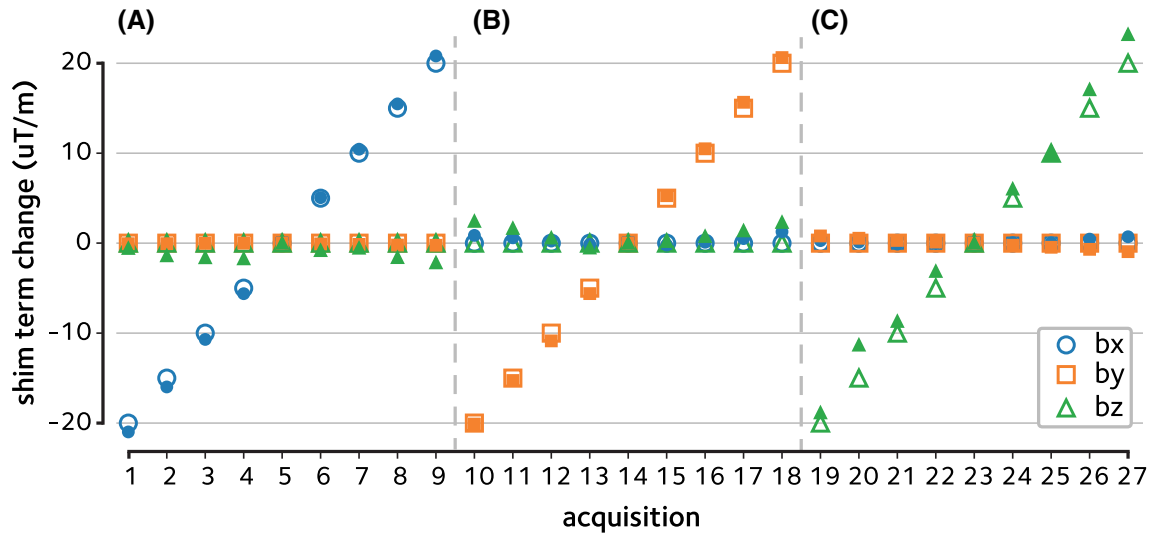 (A) (B) (C)
shim term change (uT/m)
20
10
0
-10
-20
bx
by
bz
1 2 3 4 5 6 7 8 9 10 11 12 13 14 15 16 17 18 19 20 21 22 23 24 25 26 27
acquisition